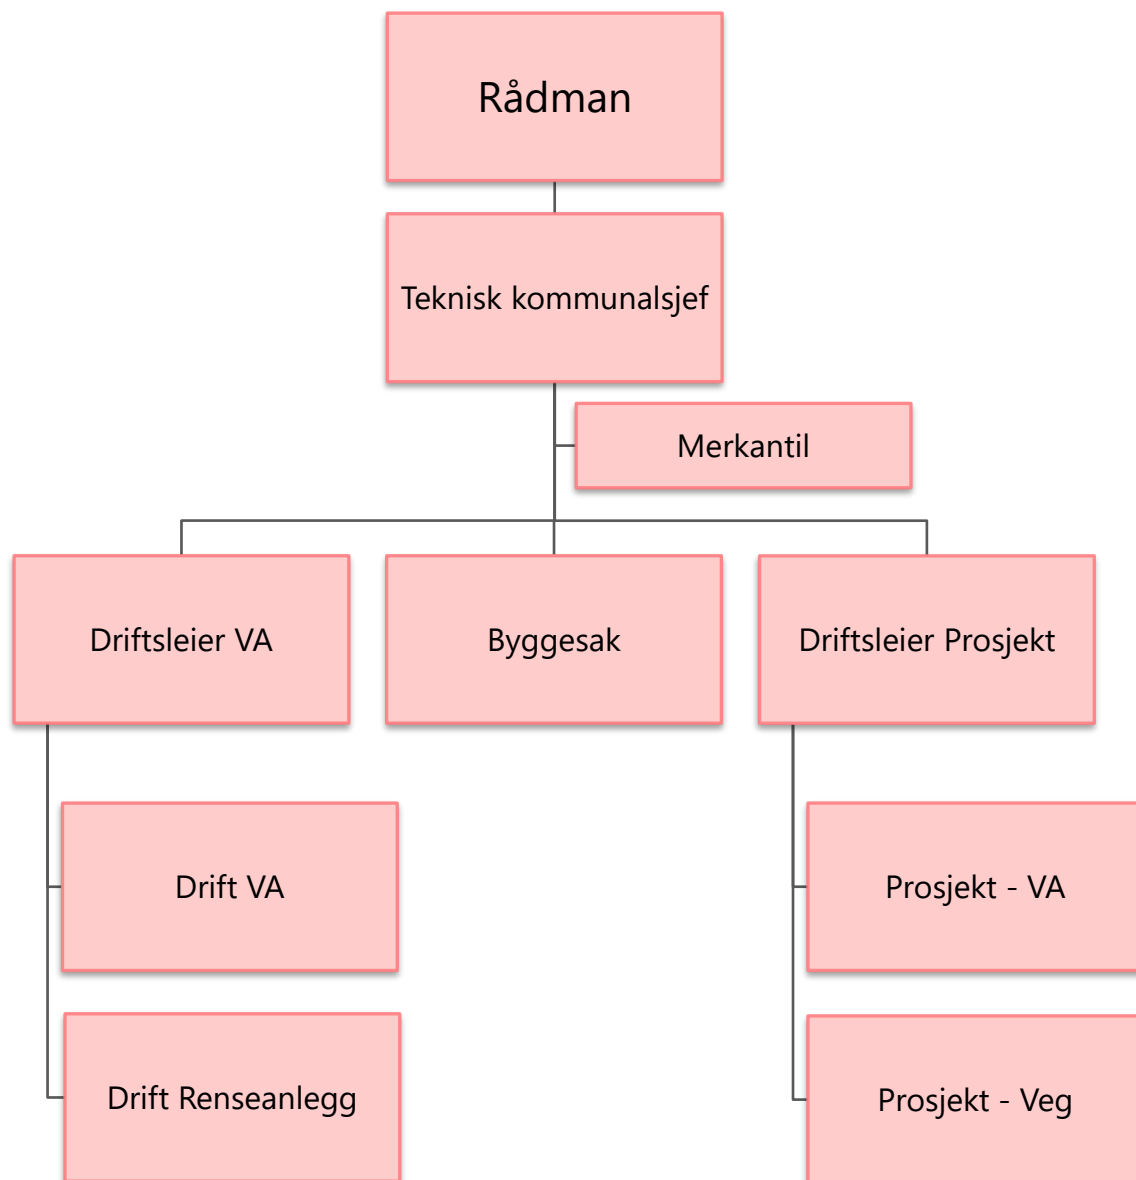 Rådman
Teknisk kommunalsjef
Merkantil
Driftsleier VA
Byggesak
Driftsleier Prosjekt
Drift VA
Prosjekt - VA
Drift Renseanlegg
Prosjekt - Veg